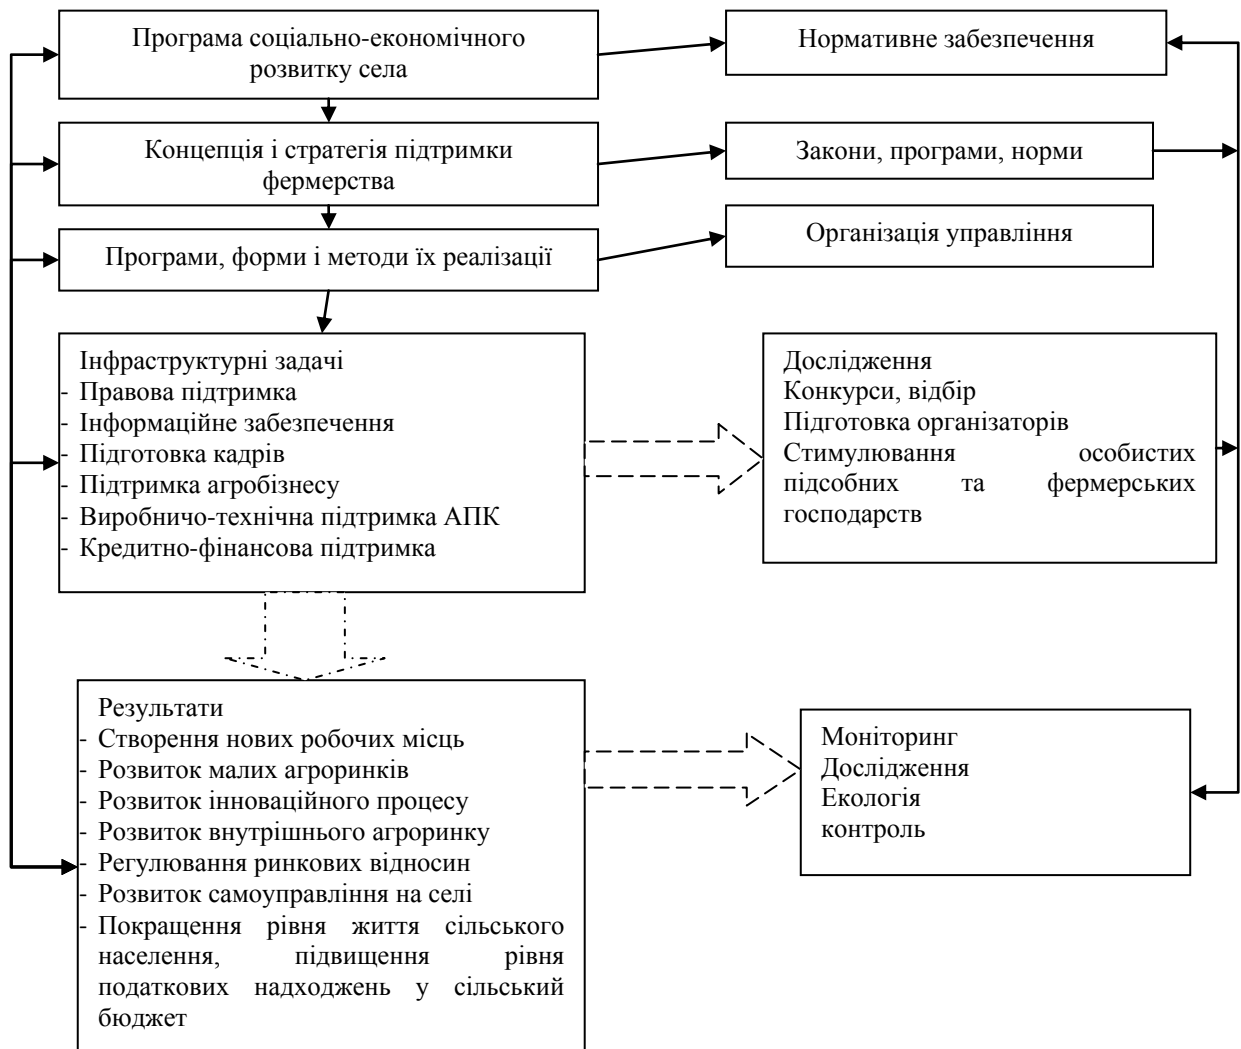 Програма соціально-економічного
розвитку села
Нормативне забезпечення
Концепція і стратегія підтримки
фермерства
Закони, програми, норми
Програми, форми і методи їх реалізації
Організація управління
Інфраструктурні задачі
- Правова підтримка
- Інформаційне забезпечення
- Підготовка кадрів
- Підтримка агробізнесу
- Виробничо-технічна підтримка АПК
- Кредитно-фінансова підтримка
Дослідження
Конкурси, відбір
Підготовка організаторів
Стимулювання особистих
підсобних та фермерських
господарств
Результати
- Створення нових робочих місць
- Розвиток малих агроринків
- Розвиток інноваційного процесу
- Розвиток внутрішнього агроринку
- Регулювання ринкових відносин
- Розвиток самоуправління на селі
- Покращення рівня життя сільського
населення, підвищення рівня
податкових надходжень у сільський
бюджет
Моніторинг
Дослідження
Екологія
контроль